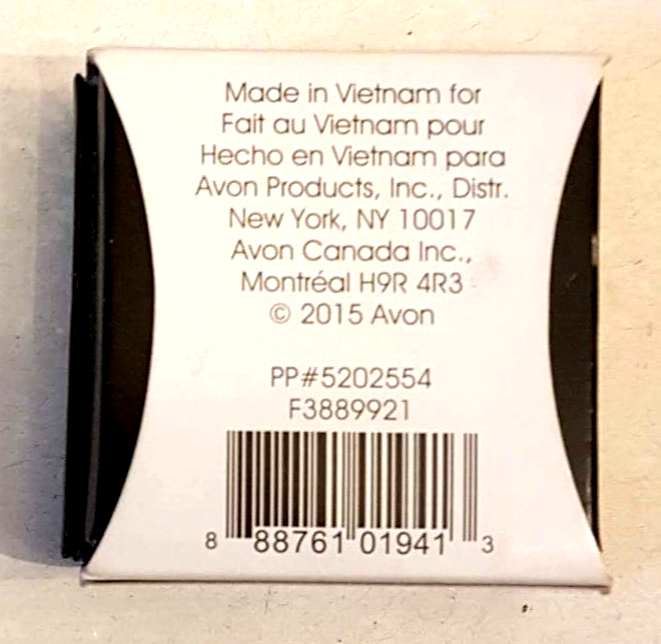 Made in Vietnam for
Fait au Vietnam pour
Hecho en Vietnam para
Avon Products, Inc., Distr.
New York, NY 10017
Avon Canada Inc.,
Montréal H9R 4R3
© 2015 Avon
PP#5202554
F3889921
8 88761 01941 3